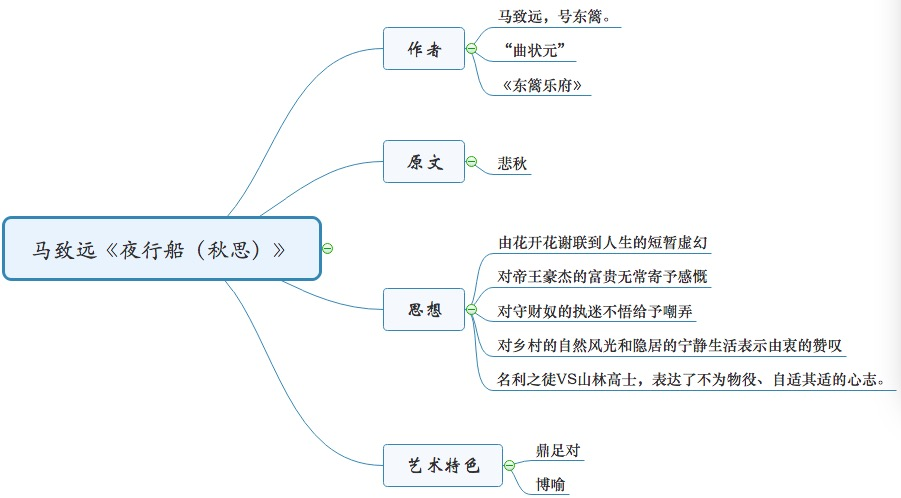 马致远《夜行船（秋思）》
作者
马致远，号东篱。
“曲状元”
《东篱乐府》
原文
悲秋
思想
由花开花谢联到人生的短暂虚幻
对帝王豪杰的富贵无常寄予感慨
对守财奴的执迷不悟给予嘲弄
对乡村的自然风光和隐居的宁静生活表示由衷的赞叹
名利之徒VS山林高士，表达了不为物役、自适其适的心志。
艺术特色
鼎足对
博喻